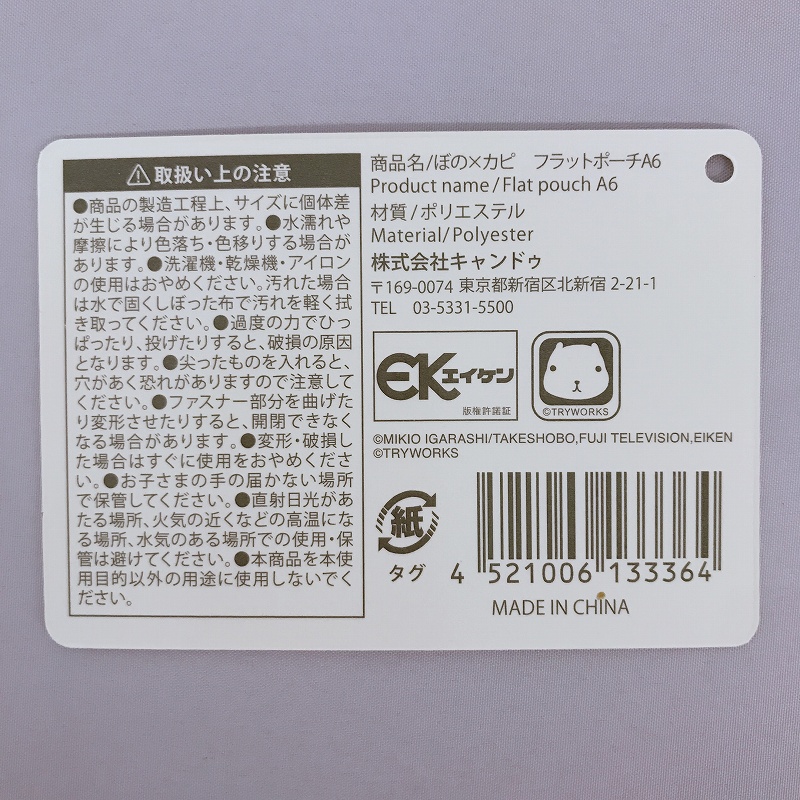 ⚠取扱い上の注意
●商品の製造工程上、サイズに個体差
が生じる場合があります。●水濡れや
摩擦により色落ち・色移りする場合が
あります。●洗濯機・乾燥機・アイロン
の使用はおやめください。汚れた場合
は水で固くしぼった布で汚れを軽く拭
き取ってください。●過度の力でひっ
ぱったり、投げたりすると、破損の原因
となります。●尖ったものを入れると、
穴があく恐れがありますので注意して
ください。●ファスナー部分を曲げた
り変形させたりすると、開閉できなく
なる場合があります。●変形・破損し
た場合はすぐに使用をおやめくださ
い。●お子さまの手の届かない場所
で保管してください。●直射日光があ
たる場所、火気の近くなどの高温にな
る場所、水気のある場所での使用・保
管は避けてください。●本商品を本使
用目的以外の用途に使用しないでく
ださい。
商品名/ぼの×カピ　フラットポーチA6
Product name/Flat pouch A6
材質/ポリエステル
Material/Polyester
株式会社キャンドゥ
〒169-0074 東京都新宿区北新宿 2-21-1
TEL　03-5331-5500
EKエイケン
版権許諾証
©TRYWORKS
©MIKIO IGARASHI/TAKESHOBO,FUJI TELEVISION,EIKEN
©TRYWORKS
紙
タグ
4 521006 133364
MADE IN CHINA